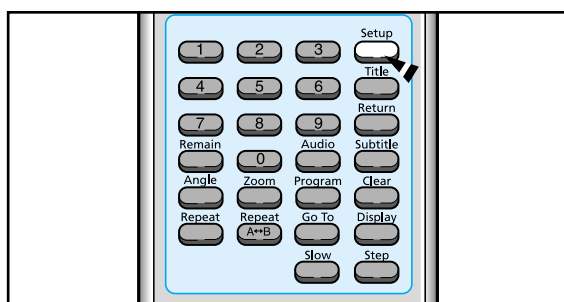 Setup
1 2 3
Title
4 5 6
Return
7 8 9
Remain Audio Subtitle
0
Angle Zoom Program Clear
Repeat Repeat Go To Display
A↔B
Slow Step